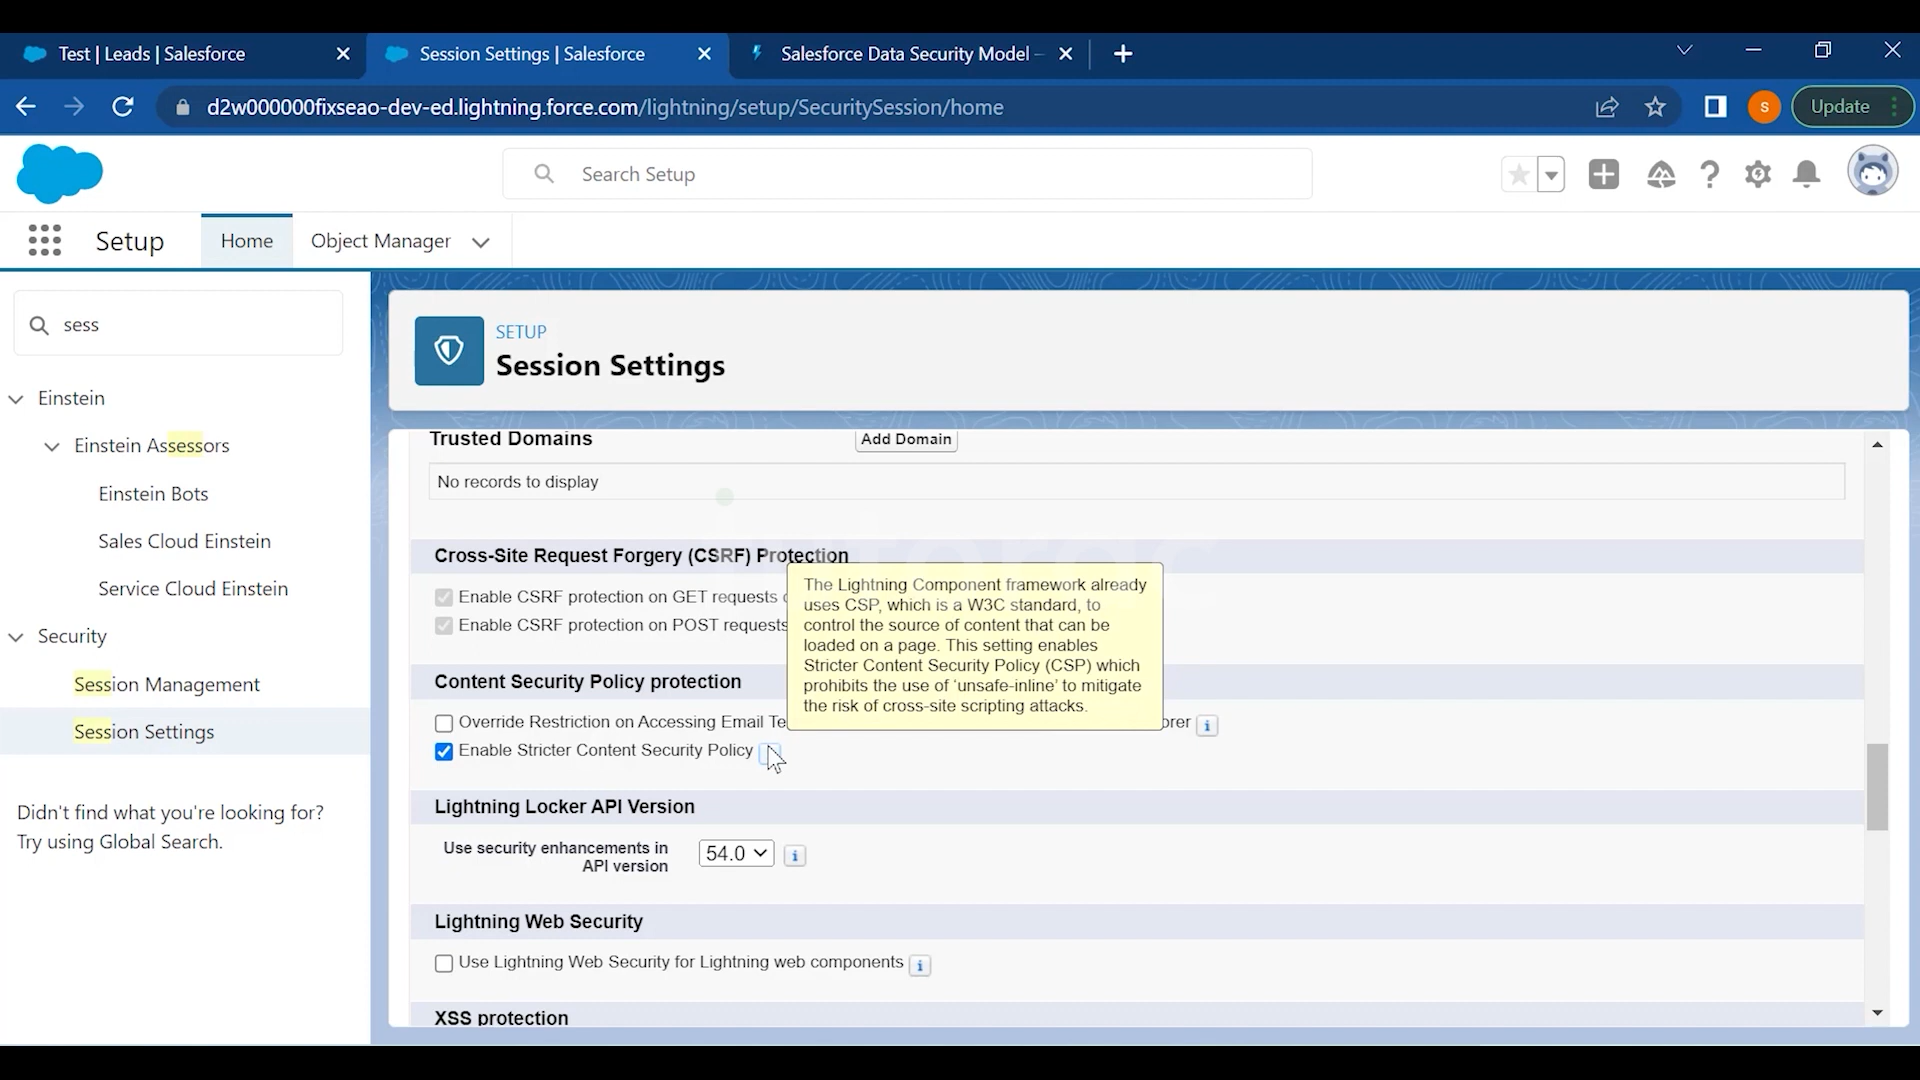 Test | Leads | Salesforce
Session Settings | Salesforce
Salesforce Data Security Model –
d2w000000fixseao-dev-ed.lightning.force.com/lightning/setup/SecuritySession/home
S
Update
Search Setup
Setup
Home
Object Manager
sess
Einstein
Einstein Assessors
Einstein Bots
Sales Cloud Einstein
Service Cloud Einstein
Security
Session Management
Session Settings
Didn't find what you're looking for?
Try using Global Search.
SETUP
Session Settings
Trusted Domains
Add Domain
No records to display
Cross-Site Request Forgery (CSRF) Protection
Enable CSRF protection on GET requests
Enable CSRF protection on POST requests
The Lightning Component framework already
uses CSP, which is a W3C standard, to
control the source of content that can be
loaded on a page. This setting enables
Stricter Content Security Policy (CSP) which
prohibits the use of ‘unsafe-inline’ to mitigate
the risk of cross-site scripting attacks.
Content Security Policy protection
Override Restriction on Accessing Email
Enable Stricter Content Security Policy
Lightning Locker API Version
Use security enhancements in
API version
54.0
Lightning Web Security
Use Lightning Web Security for Lightning web components
XSS protection